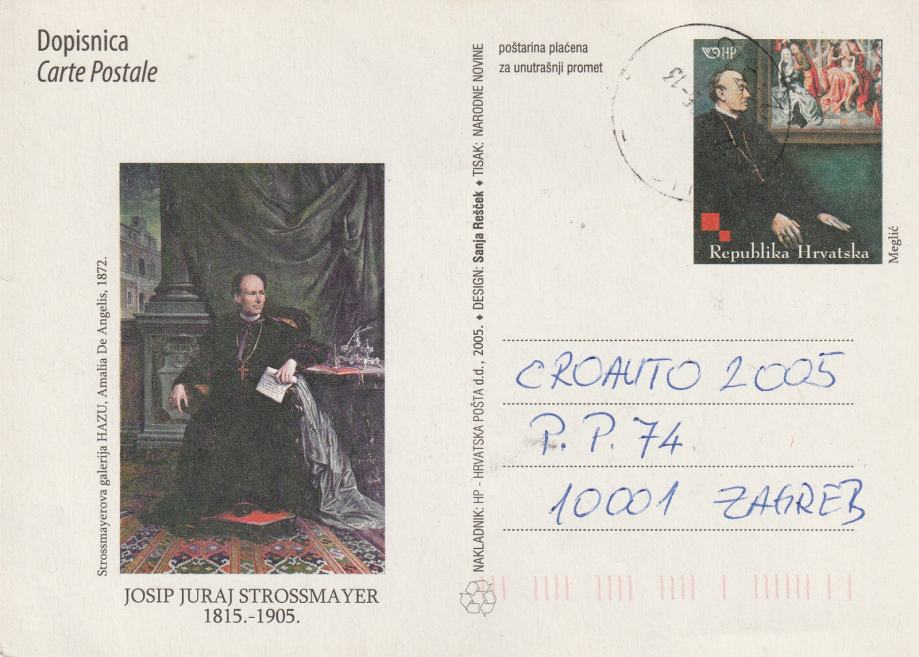 Dopisnica
Carte Postale
Strossmayerova galerija HAZU, Amalia De Angelis, 1872.
JOSIP JURAJ STROSSMAYER
1815.-1905.
NAKLADNIK: HP - HRVATSKA POŠTA d.d., 2005. ♦ DESIGN: Sanja Rešček ♦ TISAK: NARODNE NOVINE
poštarina plaćena
za unutrašnji promet
HP
Republika Hrvatska
Meglić
CROAUTO 2005
P. P. 74
10001 ZAGREB